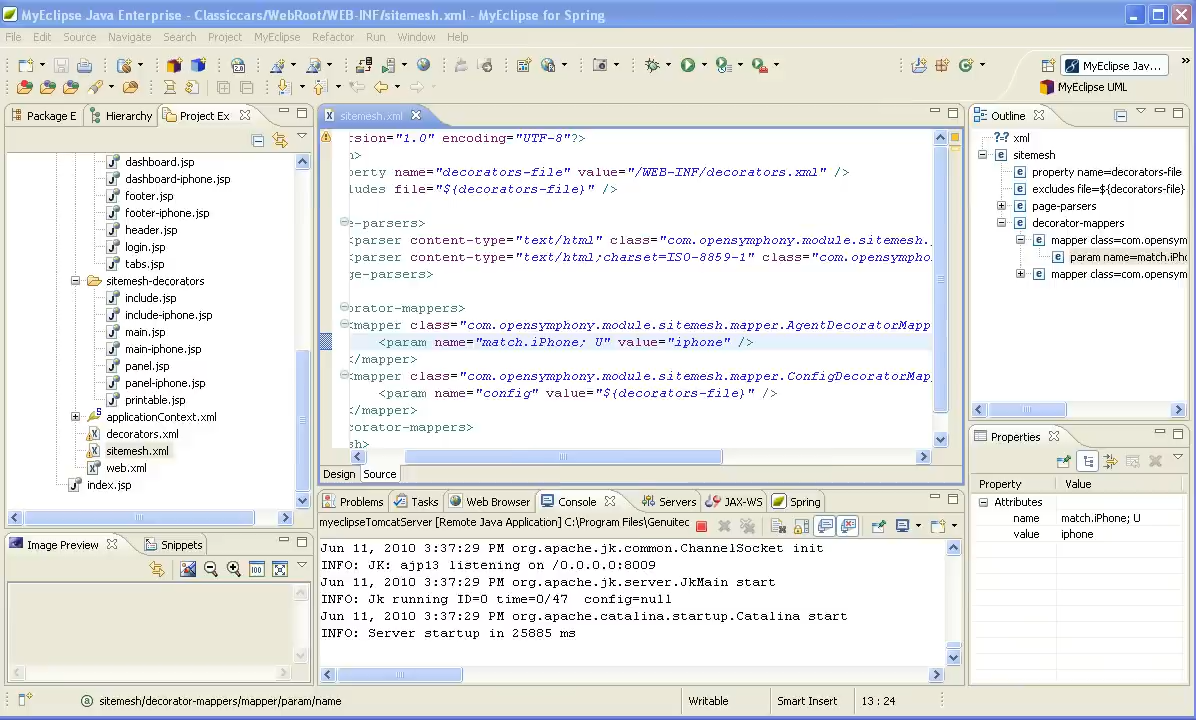 MyEclipse Java Enterprise - Classiccars/WebRoot/WEB-INF/sitemesh.xml - MyEclipse for Spring
File Edit Source Navigate Search Project MyEclipse Refactor Run Window Help
MyEclipse Jav...
MyEclipse UML
Package E Hierarchy Project Ex
dashboard.jsp
dashboard-iphone.jsp
footer.jsp
footer-iphone.jsp
header.jsp
login.jsp
tabs.jsp
sitemesh-decorators
include.jsp
include-iphone.jsp
main.jsp
main-iphone.jsp
panel.jsp
panel-iphone.jsp
printable.jsp
applicationContext.xml
decorators.xml
sitemesh.xml
web.xml
index.jsp
Image Preview Snippets
sitemesh.xml
rsion="1.0" encoding="UTF-8"?>
h>
perty name="decorators-file" value="/WEB-INF/decorators.xml" />
ludes file="${decorators-file}" />
e-parsers>
<parser content-type="text/html" class="com.opensymphony.module.sitemesh.
<parser content-type="text/html;charset=ISO-8859-1" class="com.opensympho
ge-parsers>
orator-mappers>
<mapper class="com.opensymphony.module.sitemesh.mapper.AgentDecoratorMapp
<param name="match.iPhone; U" value="iphone" />
</mapper>
<mapper class="com.opensymphony.module.sitemesh.mapper.ConfigDecoratorMap
<param name="config" value="${decorators-file}" />
</mapper>
corator-mappers>
sh>
Design Source
Problems Tasks Web Browser Console Servers JAX-WS Spring
myeclipseTomcatServer [Remote Java Application] C:\Program Files\Genuitec
Jun 11, 2010 3:37:29 PM org.apache.jk.common.ChannelSocket init
INFO: JK: ajp13 listening on /0.0.0.0:8009
Jun 11, 2010 3:37:29 PM org.apache.jk.server.JkMain start
INFO: Jk running ID=0 time=0/47 config=null
Jun 11, 2010 3:37:29 PM org.apache.catalina.startup.Catalina start
INFO: Server startup in 25885 ms
Outline
xml
sitemesh
property name=decorators-file
excludes file=${decorators-file}
page-parsers
decorator-mappers
mapper class=com.opensym
param name=match.iPho
mapper class=com.opensym
Properties
Property Value
Attributes
name match.iPhone; U
value iphone
sitemesh/decorator-mappers/mapper/param/name Writable Smart Insert 13 : 24